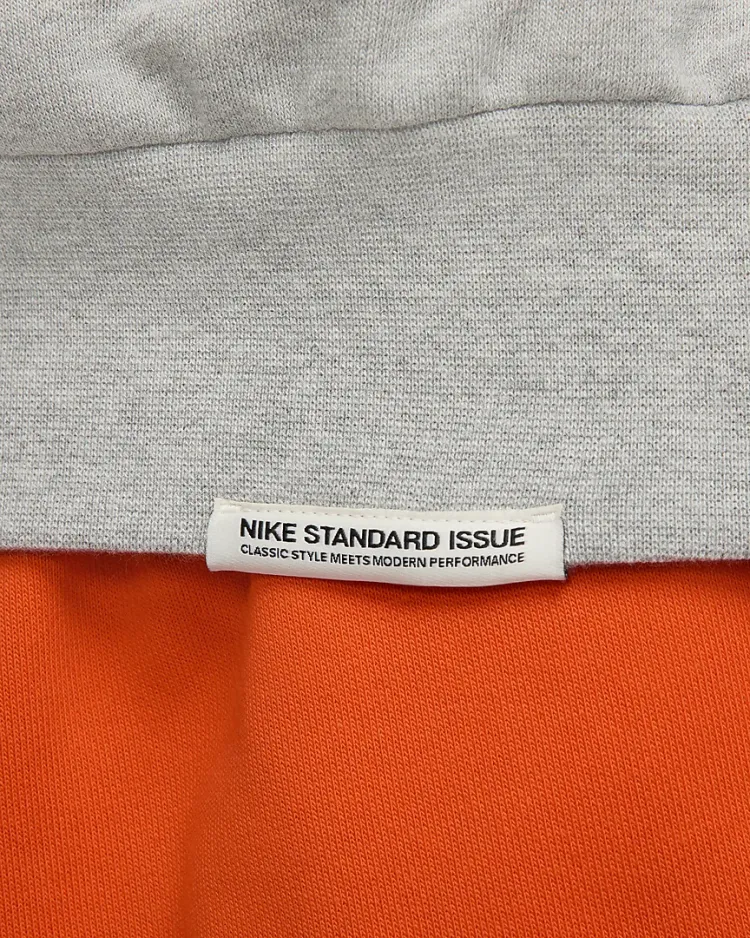 NIKE STANDARD ISSUE
CLASSIC STYLE MEETS MODERN PERFORMANCE